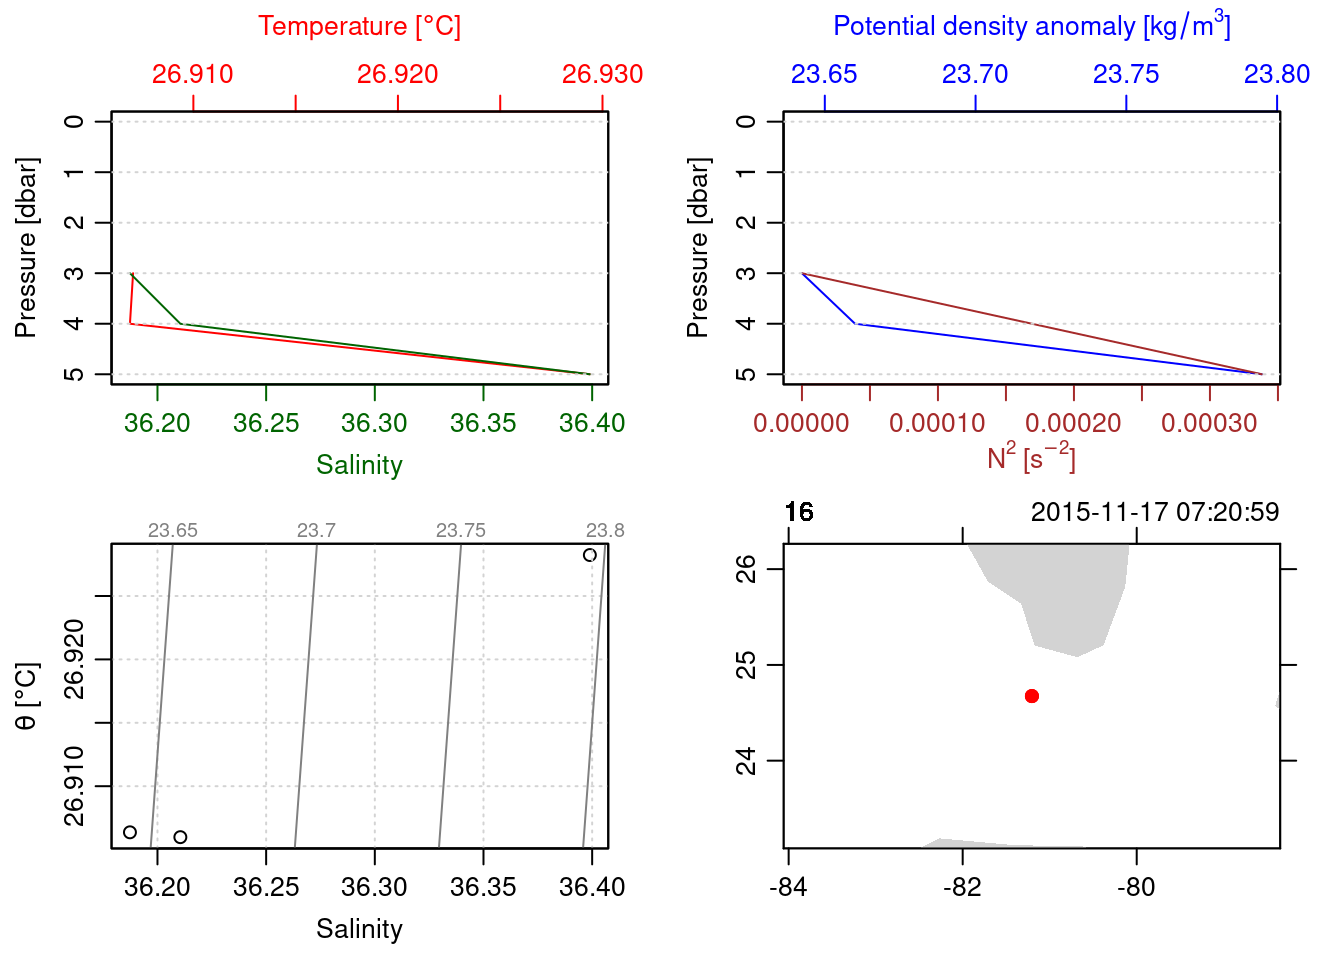 Temperature [°C]
26.910 26.920 26.930
Pressure [dbar]
0
1
2
3
4
5
36.20 36.25 36.30 36.35 36.40
Salinity
Potential density anomaly [kg/m³]
23.65 23.70 23.75 23.80
Pressure [dbar]
0
1
2
3
4
5
0.00000 0.00010 0.00020 0.00030
N² [s⁻²]
23.65 23.7 23.75 23.8
θ [°C]
26.920
26.910
36.20 36.25 36.30 36.35 36.40
Salinity
16 2015-11-17 07:20:59
26
25
24
-84 -82 -80